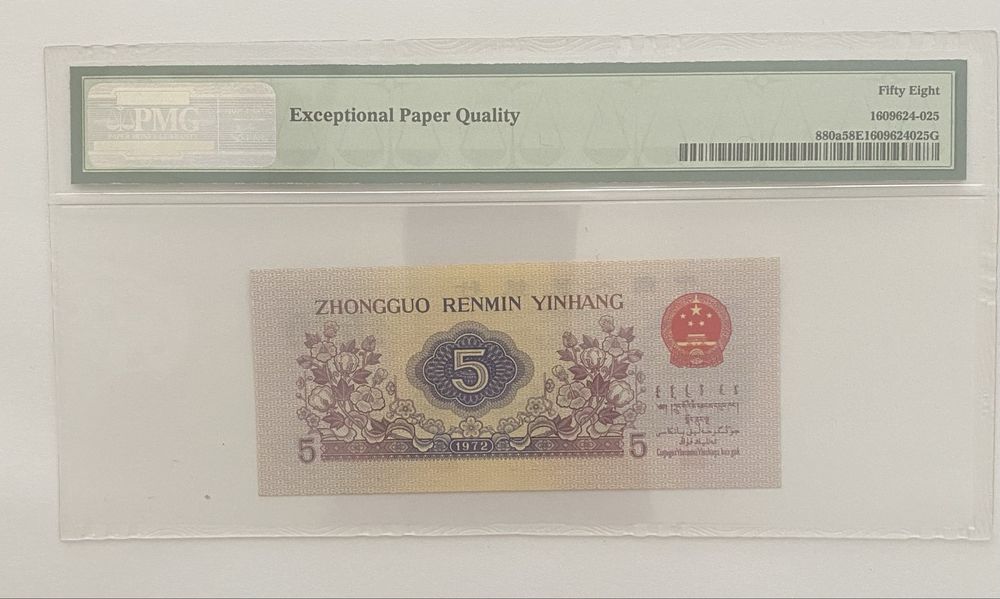 PMG
Exceptional Paper Quality
Fifty Eight
1609624-025
880a58E1609624025G
ZHONGGUO RENMIN YINHANG
5
5
1972
5